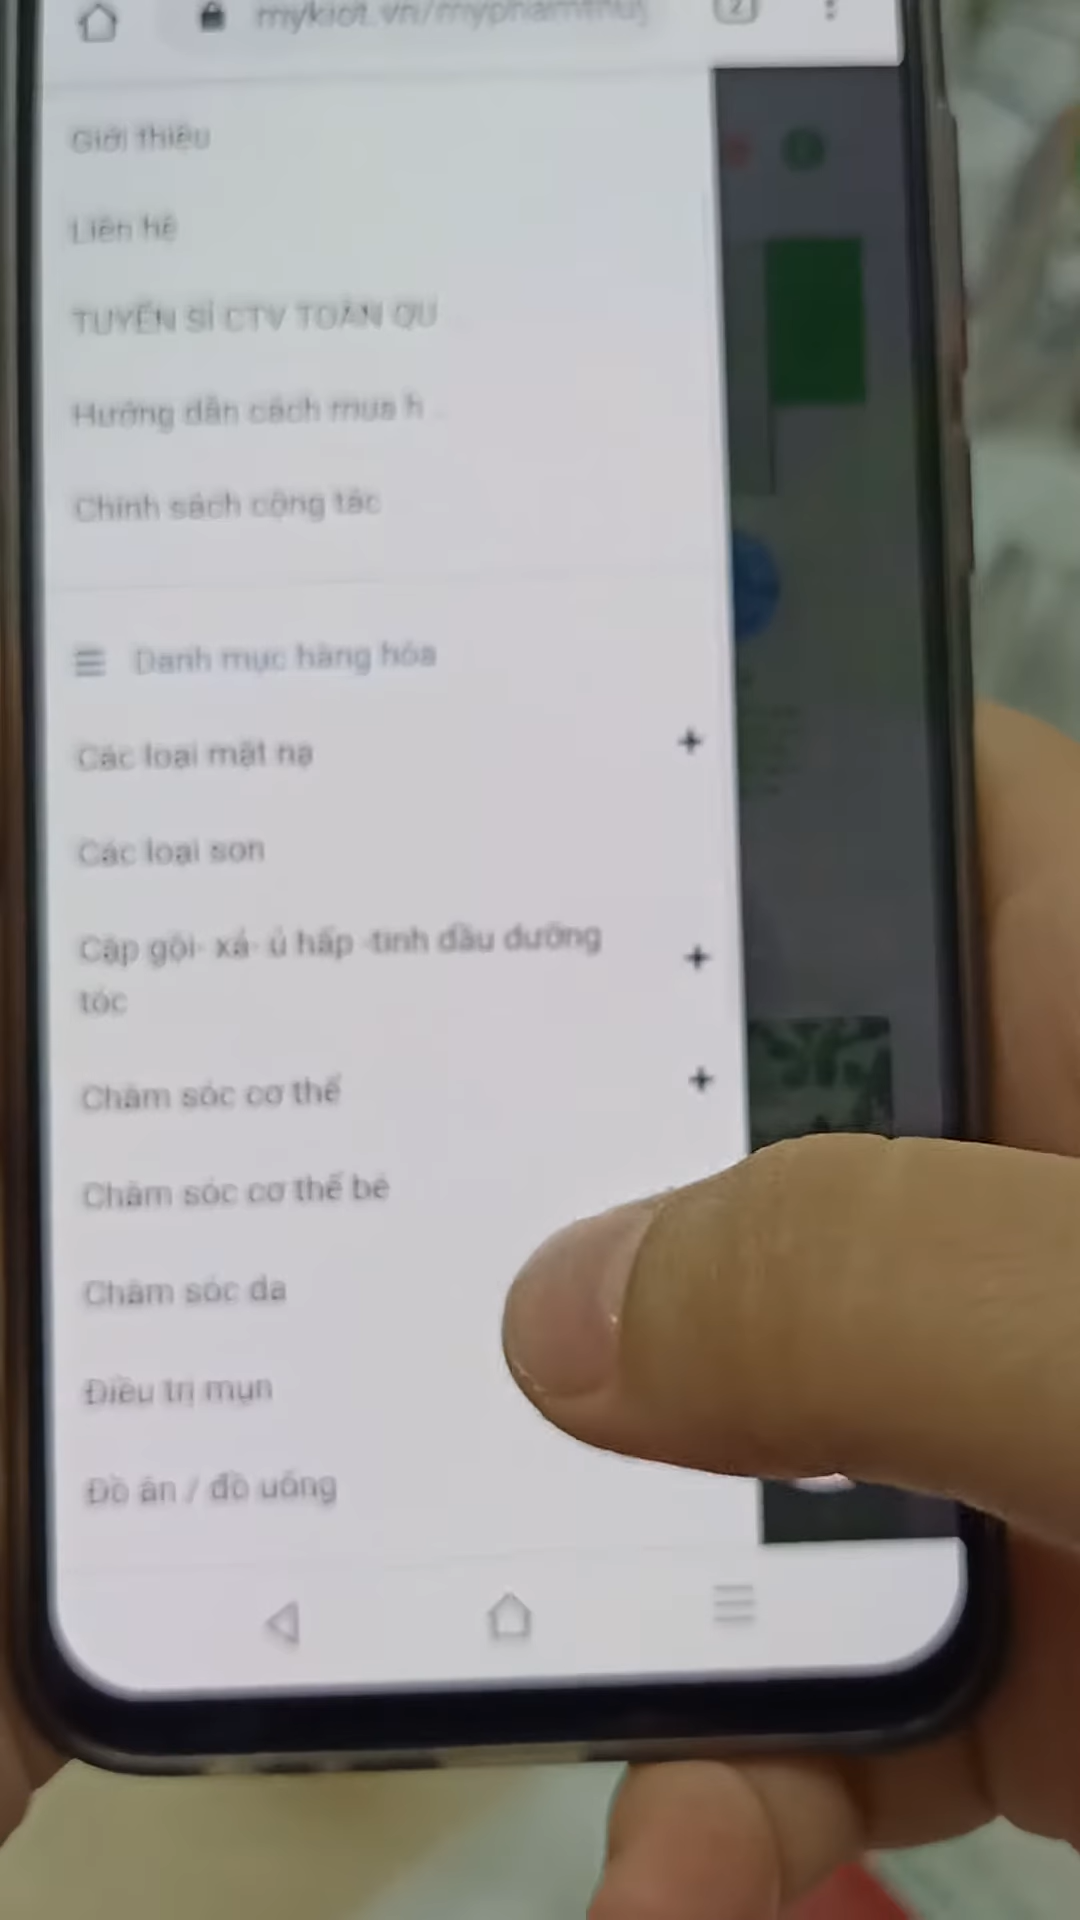 mykiot.vn/myphamthuy
2
Giới thiệu
Liên hệ
TUYỂN SỈ CTV TOÀN QU
Hướng dẫn cách mua h...
Chính sách cộng tác
Danh mục hàng hóa
Các loại mặt nạ
Các loại son
Cặp gội- xả- ủ hấp -tinh dầu dưỡng
tóc
Chăm sóc cơ thể
Chăm sóc cơ thể bé
Chăm sóc da
Điều trị mụn
Đồ ăn / đồ uống